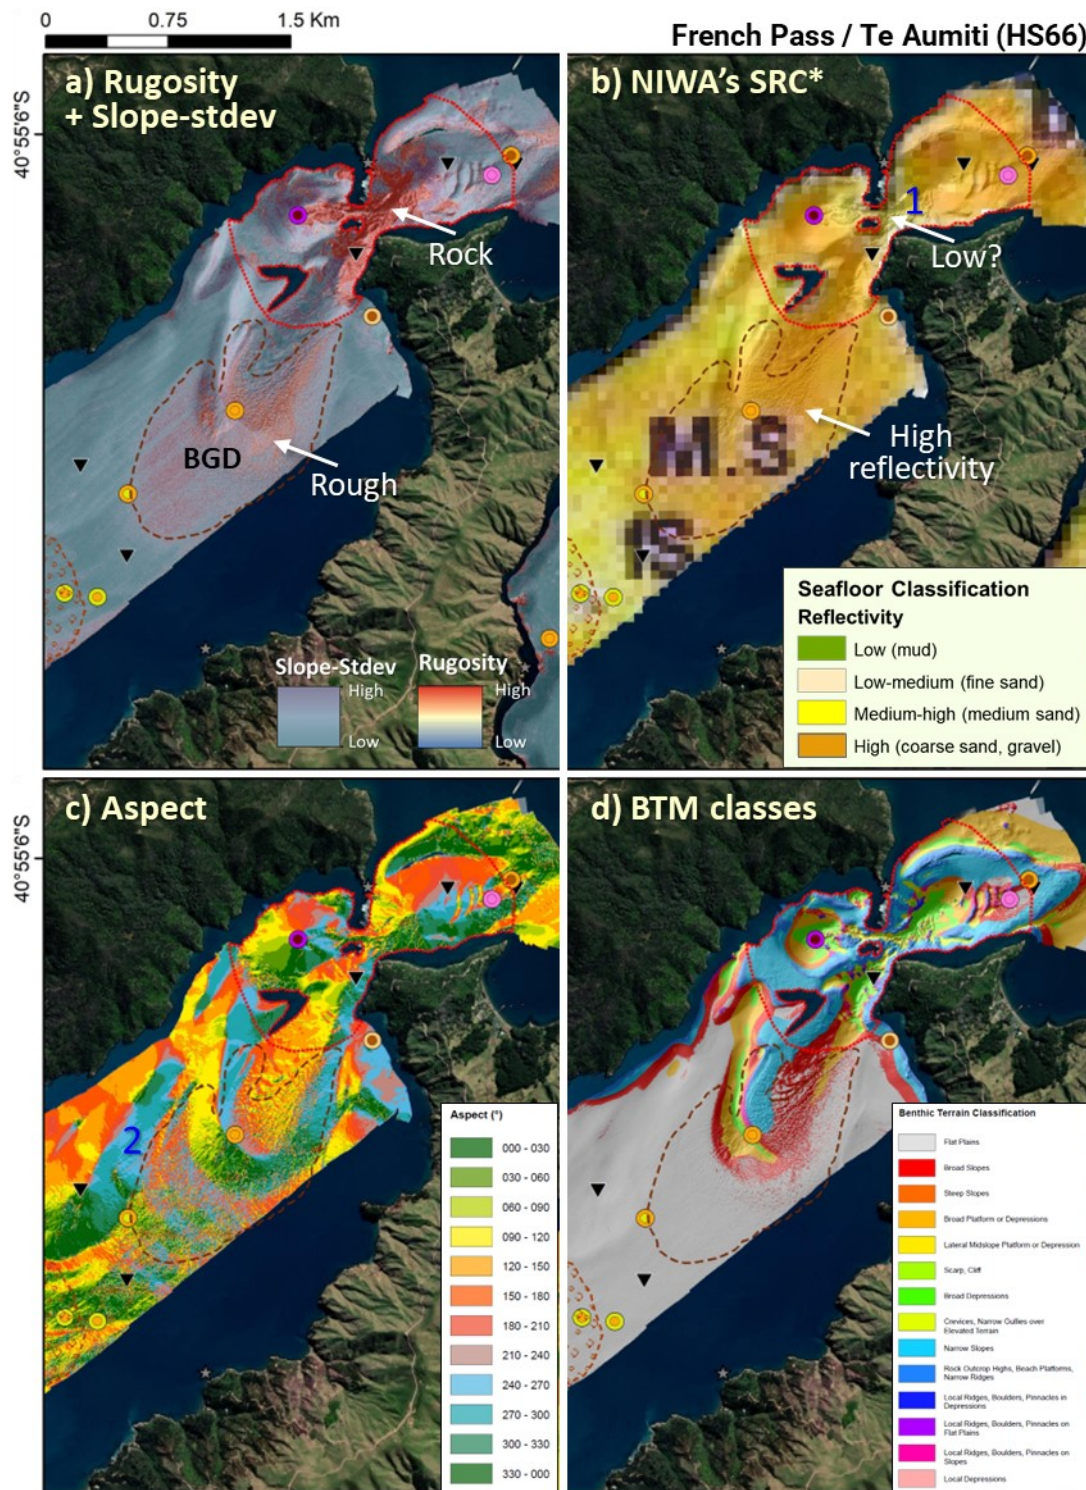 0 0.75 1.5 Km
French Pass / Te Aumiti (HS66)
a) Rugosity
+ Slope-stdev
40°55'6"S
Rock
BGD
Rough
Slope-Stdev
High
Low
Rugosity
High
Low
b) NIWA's SRC*
1
Low?
M.S
High
reflectivity
Seafloor Classification
Reflectivity
Low (mud)
Low-medium (fine sand)
Medium-high (medium sand)
High (coarse sand, gravel)
c) Aspect
40°55'6"S
2
Aspect (°)
000 - 030
030 - 060
060 - 090
090 - 120
120 - 150
150 - 180
180 - 210
210 - 240
240 - 270
270 - 300
300 - 330
330 - 000
d) BTM classes
Benthic Terrain Classification
Flat Plains
Broad Slopes
Steep Slopes
Broad Platform or Depressions
Lateral Midslope Platform or Depression
Scarp, Cliff
Broad Depressions
Crevices, Narrow Gullies over
Elevated Terrain
Narrow Slopes
Rock Outcrop Highs, Beach Platforms,
Narrow Ridges
Local Ridges, Boulders, Pinnacles in
Depressions
Local Ridges, Boulders, Pinnacles on
Flat Plains
Local Ridges, Boulders, Pinnacles on
Slopes
Local Depressions